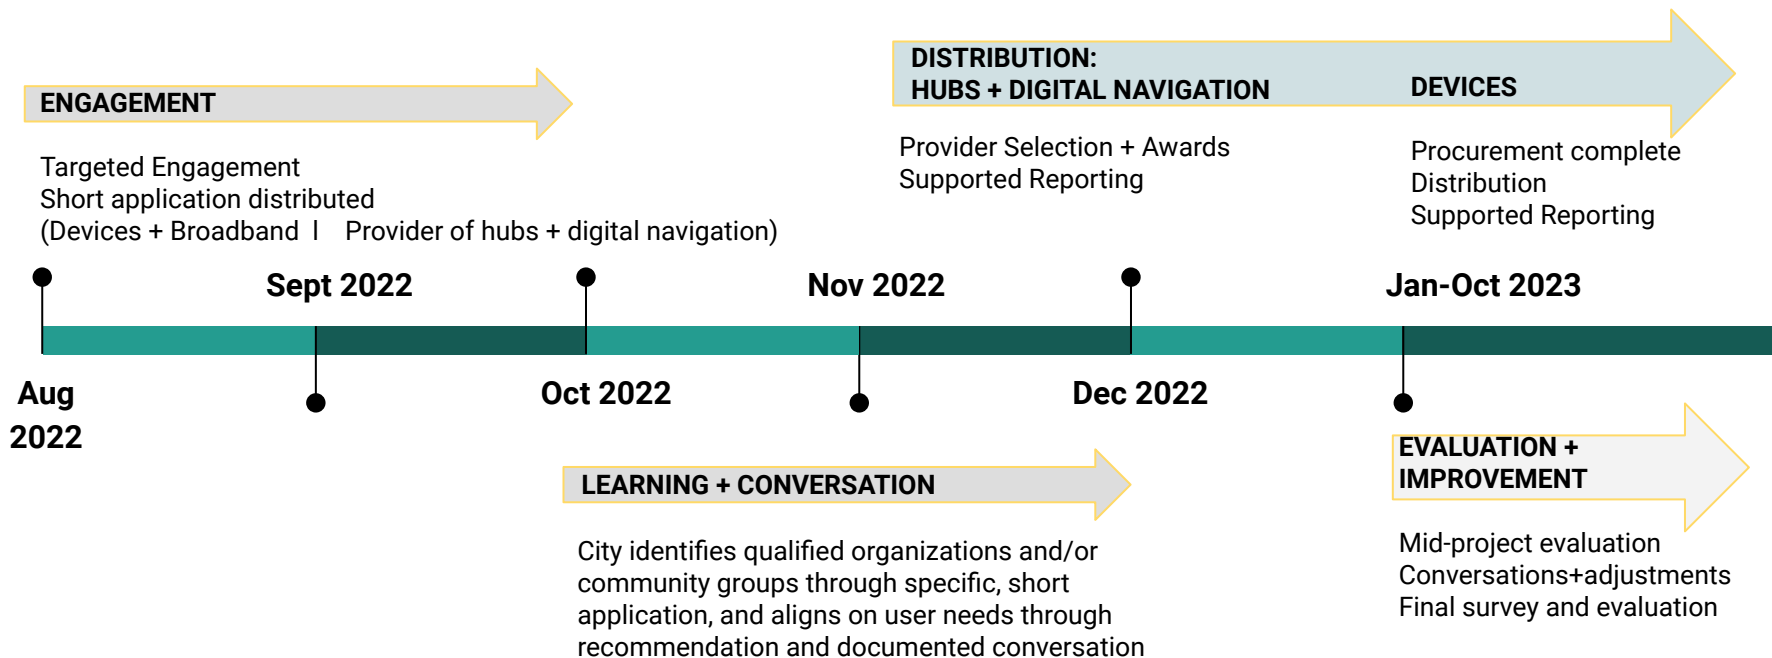 ENGAGEMENT
Targeted Engagement
Short application distributed
(Devices + Broadband l Provider of hubs + digital navigation)
DISTRIBUTION:
HUBS + DIGITAL NAVIGATION
Provider Selection + Awards
Supported Reporting
DEVICES
Procurement complete
Distribution
Supported Reporting
Aug
2022
Sept 2022
Oct 2022
Nov 2022
Dec 2022
Jan-Oct 2023
LEARNING + CONVERSATION
City identifies qualified organizations and/or
community groups through specific, short
application, and aligns on user needs through
recommendation and documented conversation
EVALUATION +
IMPROVEMENT
Mid-project evaluation
Conversations+adjustments
Final survey and evaluation